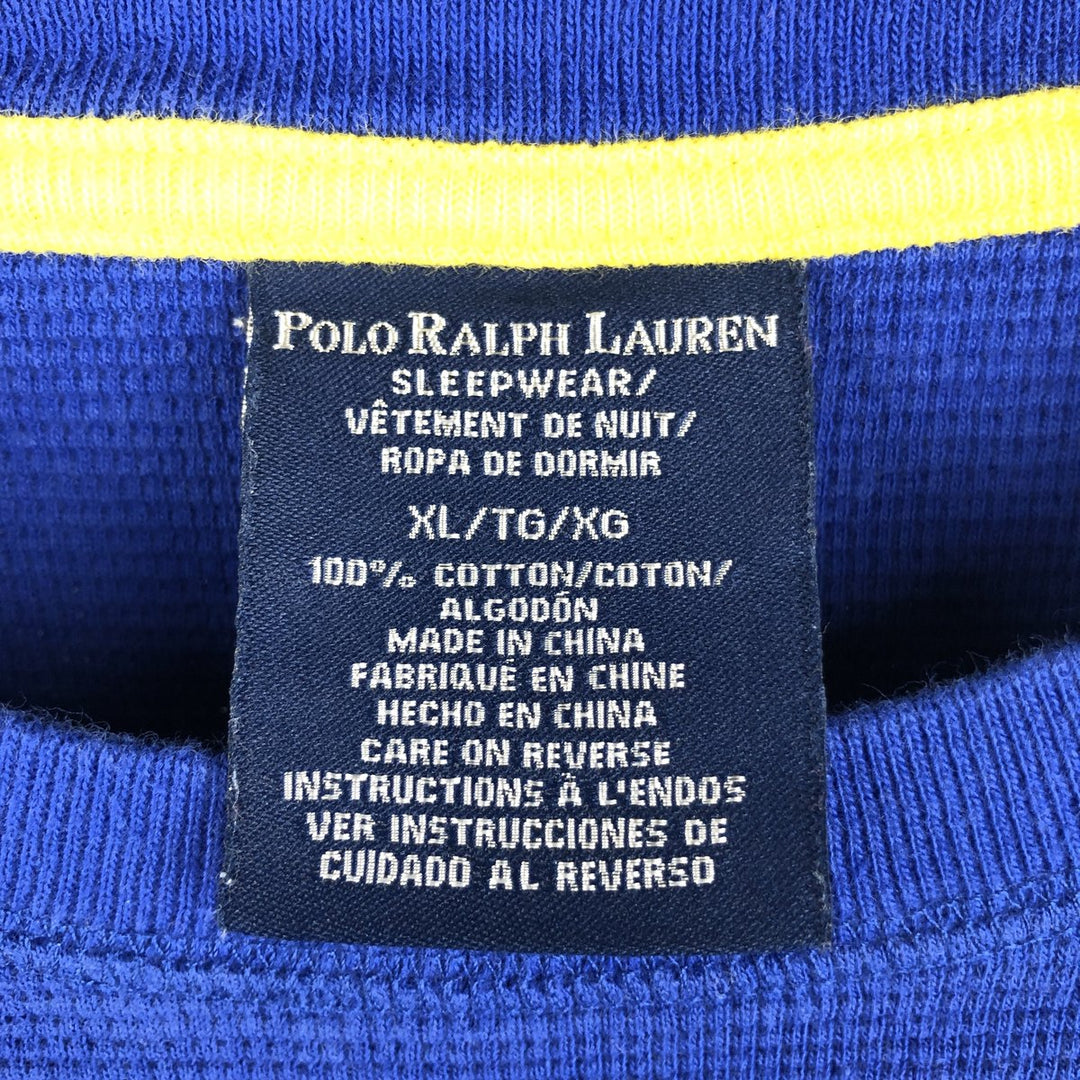 POLO RALPH LAUREN
SLEEPWEAR/
VÊTEMENT DE NUIT/
ROPA DE DORMIR
XL/TG/XG
100% COTTON/COTON/
ALGODÓN
MADE IN CHINA
FABRIQUÉ EN CHINE
HECHO EN CHINA
CARE ON REVERSE
INSTRUCTIONS À L'ENDOS
VER INSTRUCCIONES DE
CUIDADO AL REVERSO